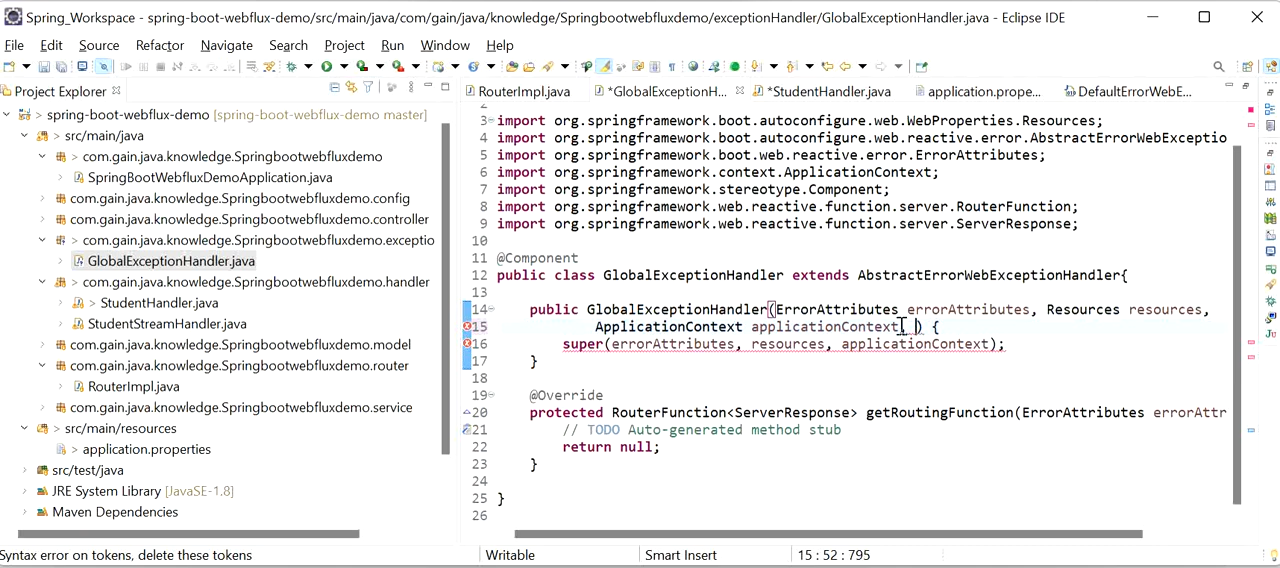 Spring_Workspace - spring-boot-webflux-demo/src/main/java/com/gain/java/knowledge/Springbootwebfluxdemo/exceptionHandler/GlobalExceptionHandler.java - Eclipse IDE
File Edit Source Refactor Navigate Search Project Run Window Help
Project Explorer
spring-boot-webflux-demo [spring-boot-webflux-demo master]
src/main/java
com.gain.java.knowledge.Springbootwebfluxdemo
SpringBootWebfluxDemoApplication.java
com.gain.java.knowledge.Springbootwebfluxdemo.config
com.gain.java.knowledge.Springbootwebfluxdemo.controller
com.gain.java.knowledge.Springbootwebfluxdemo.exceptio
GlobalExceptionHandler.java
com.gain.java.knowledge.Springbootwebfluxdemo.handler
StudentHandler.java
StudentStreamHandler.java
com.gain.java.knowledge.Springbootwebfluxdemo.model
com.gain.java.knowledge.Springbootwebfluxdemo.router
RouterImpl.java
com.gain.java.knowledge.Springbootwebfluxdemo.service
src/main/resources
application.properties
src/test/java
JRE System Library [JavaSE-1.8]
Maven Dependencies
RouterImpl.java *GlobalExceptionH... *StudentHandler.java application.prope... DefaultErrorWebE...
3 import org.springframework.boot.autoconfigure.web.WebProperties.Resources;
4 import org.springframework.boot.autoconfigure.web.reactive.error.AbstractErrorWebExceptio
5 import org.springframework.boot.web.reactive.error.ErrorAttributes;
6 import org.springframework.context.ApplicationContext;
7 import org.springframework.stereotype.Component;
8 import org.springframework.web.reactive.function.server.RouterFunction;
9 import org.springframework.web.reactive.function.server.ServerResponse;
10
11 @Component
12 public class GlobalExceptionHandler extends AbstractErrorWebExceptionHandler{
13
14 public GlobalExceptionHandler(ErrorAttributes errorAttributes, Resources resources,
15 ApplicationContext applicationContext, ) {
16 super(errorAttributes, resources, applicationContext);
17 }
18
19 @Override
20 protected RouterFunction<ServerResponse> getRoutingFunction(ErrorAttributes errorAttr
21 // TODO Auto-generated method stub
22 return null;
23 }
24
25 }
26
Syntax error on tokens, delete these tokens Writable Smart Insert 15 : 52 : 795